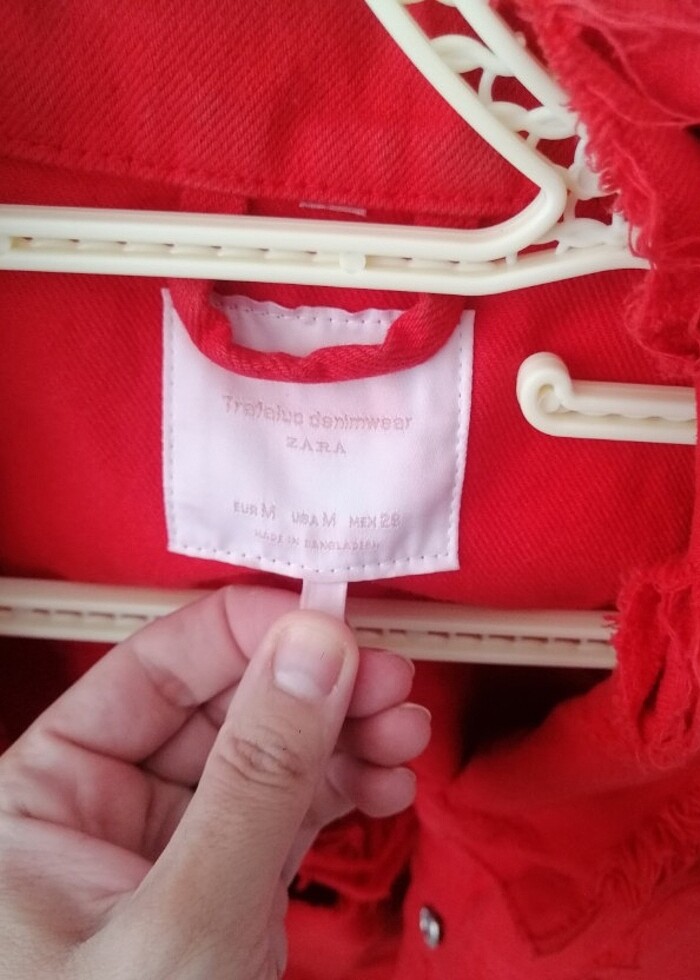 Trafaluc denimwear
ZARA
EUR M USA M MEX 28
MADE IN BANGLADESH